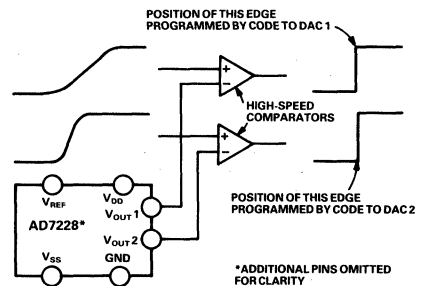 POSITION OF THIS EDGE
PROGRAMMED BY CODE TO DAC 1
+
−
HIGH-SPEED
COMPARATORS
+
−
POSITION OF THIS EDGE
PROGRAMMED BY CODE TO DAC 2
VREF
VDD
VOUT 1
AD7228*
VOUT 2
VSS
GND
*ADDITIONAL PINS OMITTED
FOR CLARITY